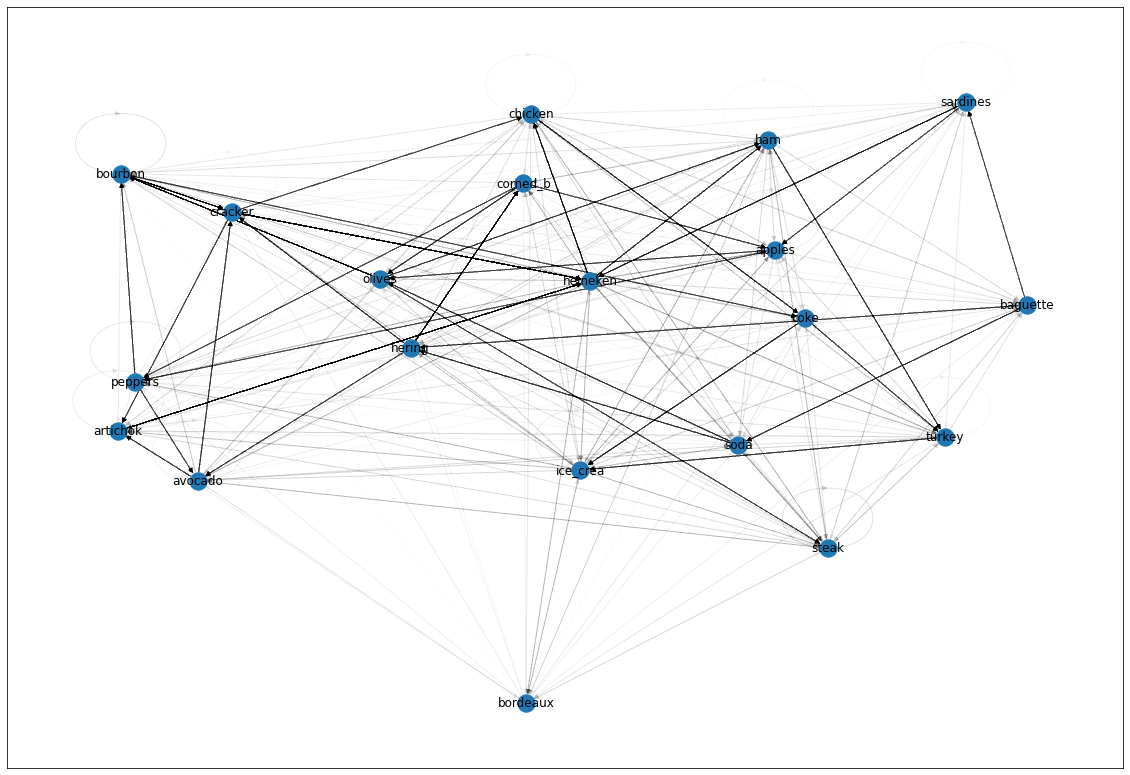 sardines
chicken
ham
bourbon
corned_b
cracker
apples
olives
heineken
baguette
coke
hering
peppers
artichok
turkey
soda
ice_crea
avocado
steak
bordeaux